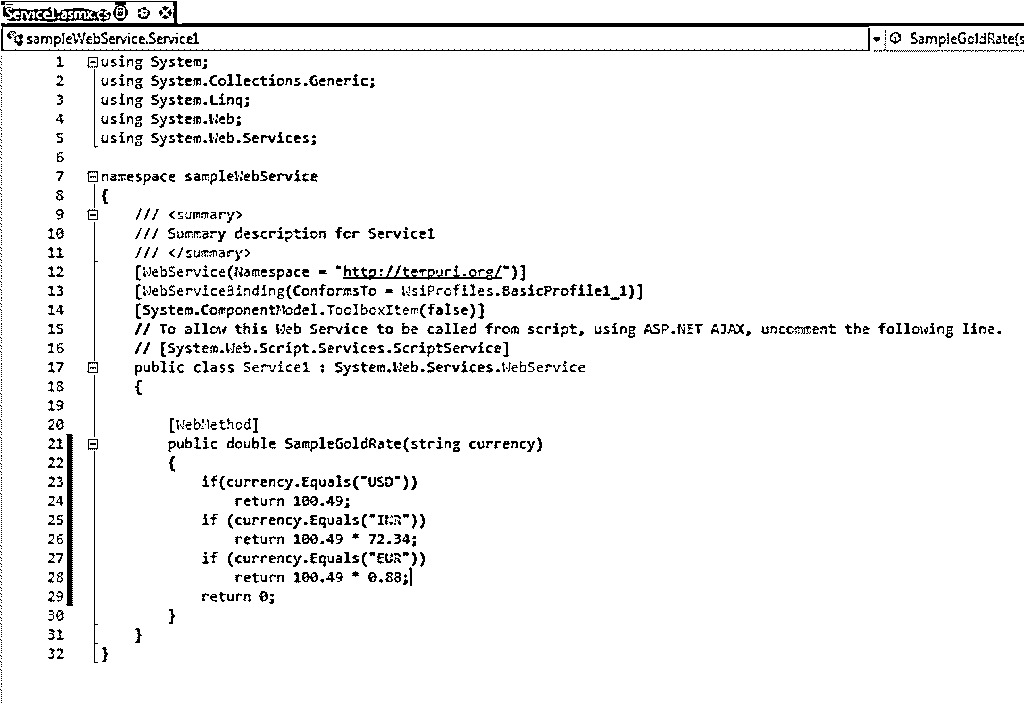 Service1.asmx.cs
sampleWebService.Service1
SampleGoldRate(s
1 using System;
2 using System.Collections.Generic;
3 using System.Linq;
4 using System.Web;
5 using System.Web.Services;
6
7 namespace sampleWebService
8 {
9 /// <summary>
10 /// Summary description for Service1
11 /// </summary>
12 [WebService(Namespace = "http://tempuri.org/")]
13 [WebServiceBinding(ConformsTo = WsiProfiles.BasicProfile1_1)]
14 [System.ComponentModel.ToolboxItem(false)]
15 // To allow this Web Service to be called from script, using ASP.NET AJAX, uncomment the following line.
16 // [System.Web.Script.Services.ScriptService]
17 public class Service1 : System.Web.Services.WebService
18 {
19
20 [WebMethod]
21 public double SampleGoldRate(string currency)
22 {
23 if(currency.Equals("USD"))
24 return 100.49;
25 if (currency.Equals("INR"))
26 return 100.49 * 72.34;
27 if (currency.Equals("EUR"))
28 return 100.49 * 0.88;
29 return 0;
30 }
31 }
32 }